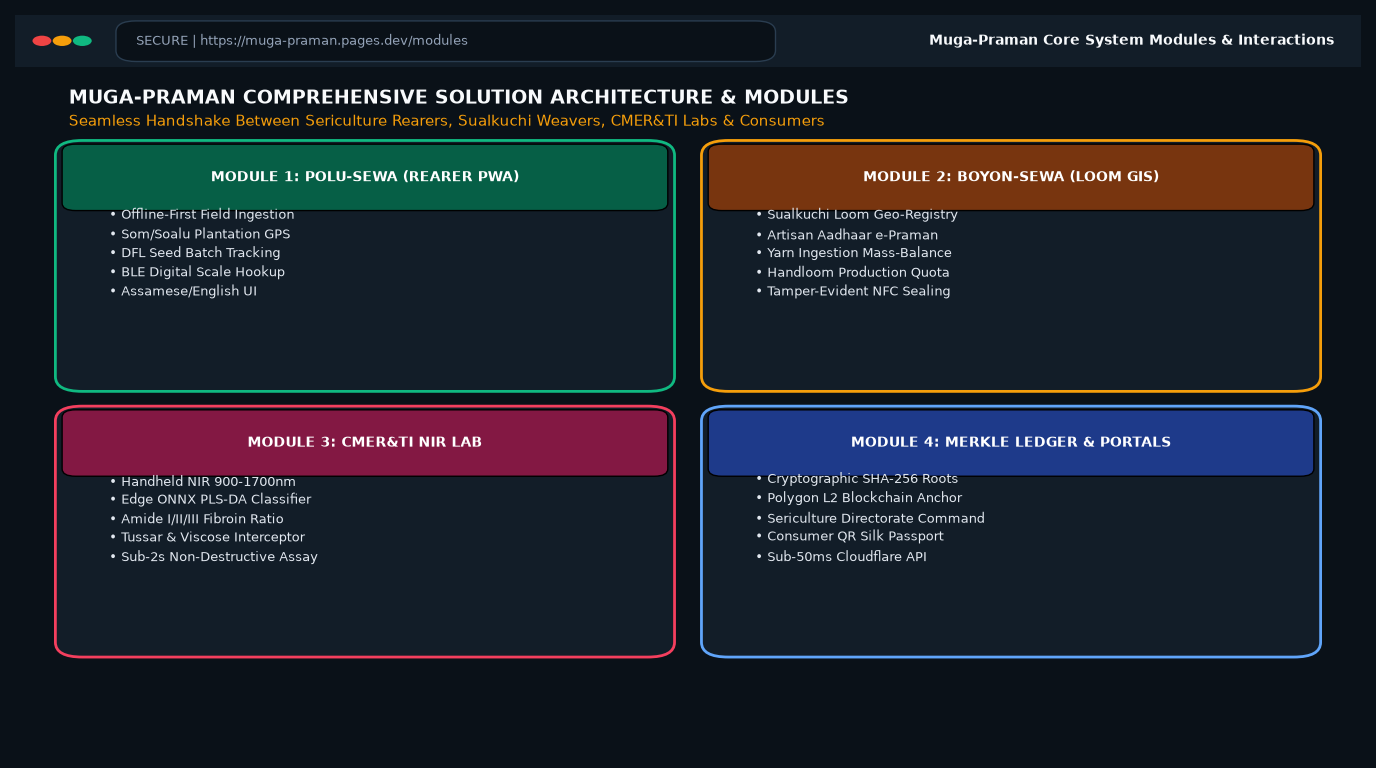 SECURE | https://muga-praman.pages.dev/modules
Muga-Praman Core System Modules & Interactions
MUGA-PRAMAN COMPREHENSIVE SOLUTION ARCHITECTURE & MODULES
Seamless Handshake Between Sericulture Rearers, Sualkuchi Weavers, CMER&TI Labs & Consumers
MODULE 1: POLU-SEWA (REARER PWA)
• Offline-First Field Ingestion
• Som/Soalu Plantation GPS
• DFL Seed Batch Tracking
• BLE Digital Scale Hookup
• Assamese/English UI
MODULE 2: BOYON-SEWA (LOOM GIS)
• Sualkuchi Loom Geo-Registry
• Artisan Aadhaar e-Praman
• Yarn Ingestion Mass-Balance
• Handloom Production Quota
• Tamper-Evident NFC Sealing
MODULE 3: CMER&TI NIR LAB
• Handheld NIR 900-1700nm
• Edge ONNX PLS-DA Classifier
• Amide I/II/III Fibroin Ratio
• Tussar & Viscose Interceptor
• Sub-2s Non-Destructive Assay
MODULE 4: MERKLE LEDGER & PORTALS
• Cryptographic SHA-256 Roots
• Polygon L2 Blockchain Anchor
• Sericulture Directorate Command
• Consumer QR Silk Passport
• Sub-50ms Cloudflare API